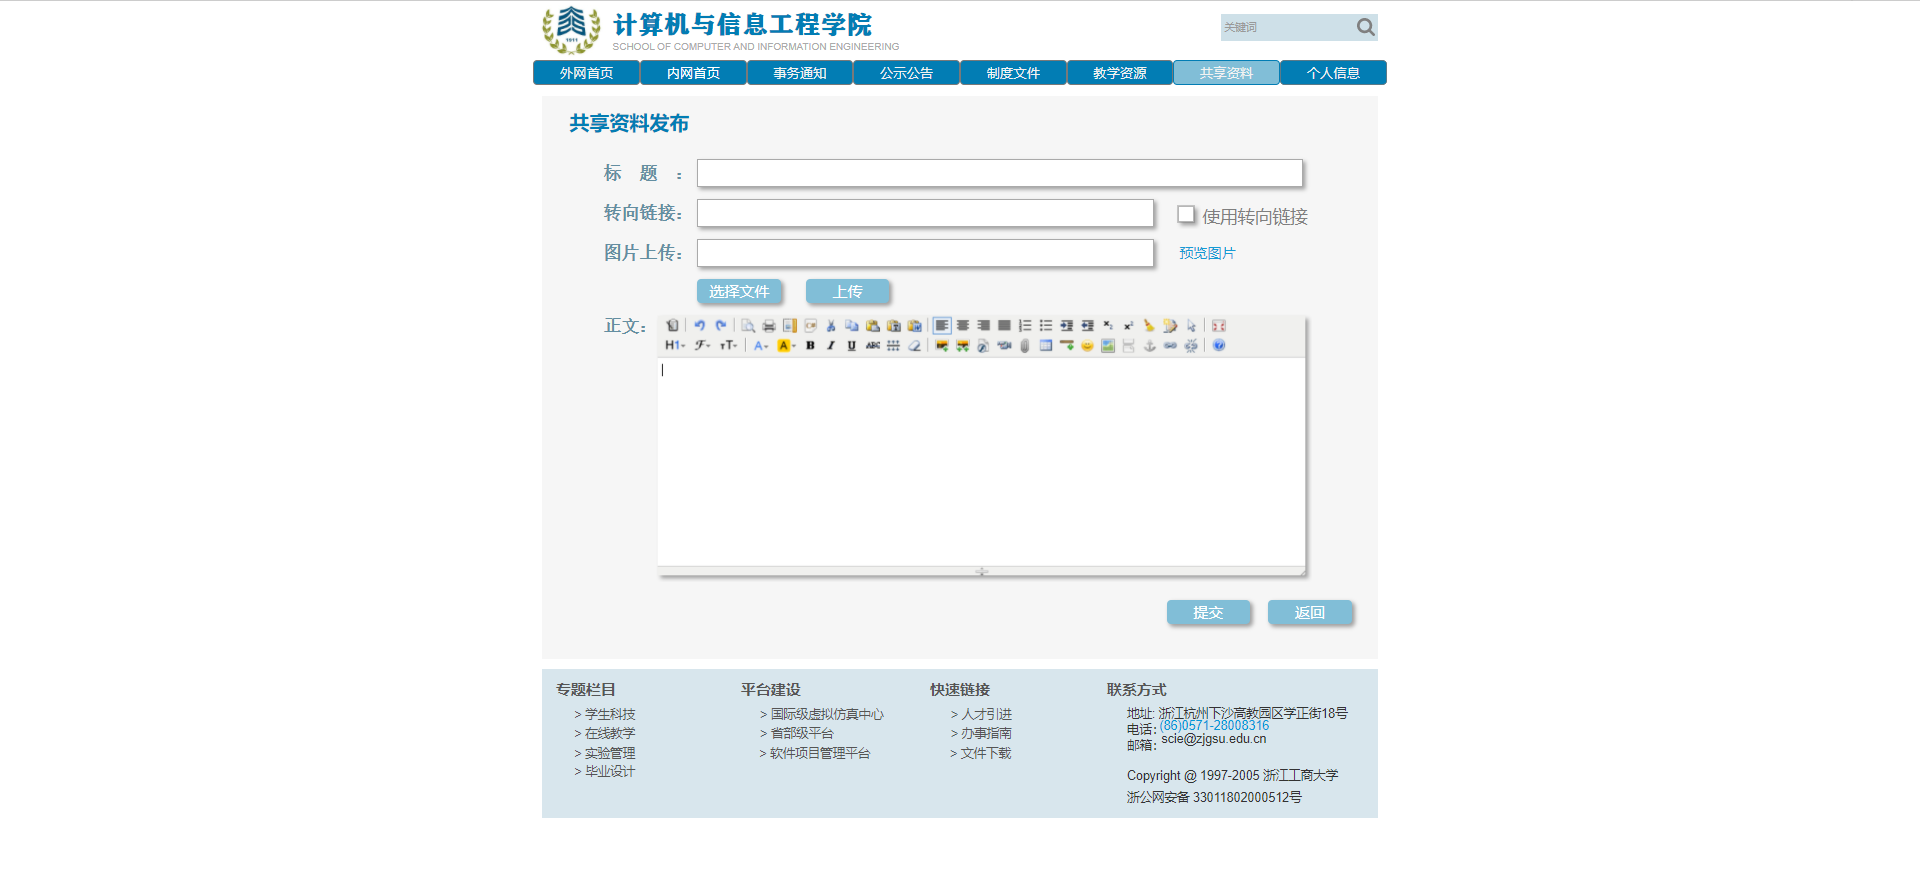 计算机与信息工程学院
SCHOOL OF COMPUTER AND INFORMATION ENGINEERING
1911
关键词
外网首页 内网首页 事务通知 公示公告 制度文件 教学资源 共享资料 个人信息
共享资料发布
标 题 :
转向链接: 使用转向链接
图片上传: 预览图片
选择文件 上传
正文:
H1 F TT A A B I U ABC
提交 返回
专题栏目
> 学生科技
> 在线教学
> 实验管理
> 毕业设计
平台建设
> 国际级虚拟仿真中心
> 省部级平台
> 软件项目管理平台
快速链接
> 人才引进
> 办事指南
> 文件下载
联系方式
地址: 浙江杭州下沙高教园区学正街18号
电话: (86)0571-28008316
邮箱: scie@zjgsu.edu.cn
Copyright @ 1997-2005 浙江工商大学
浙公网安备 33011802000512号